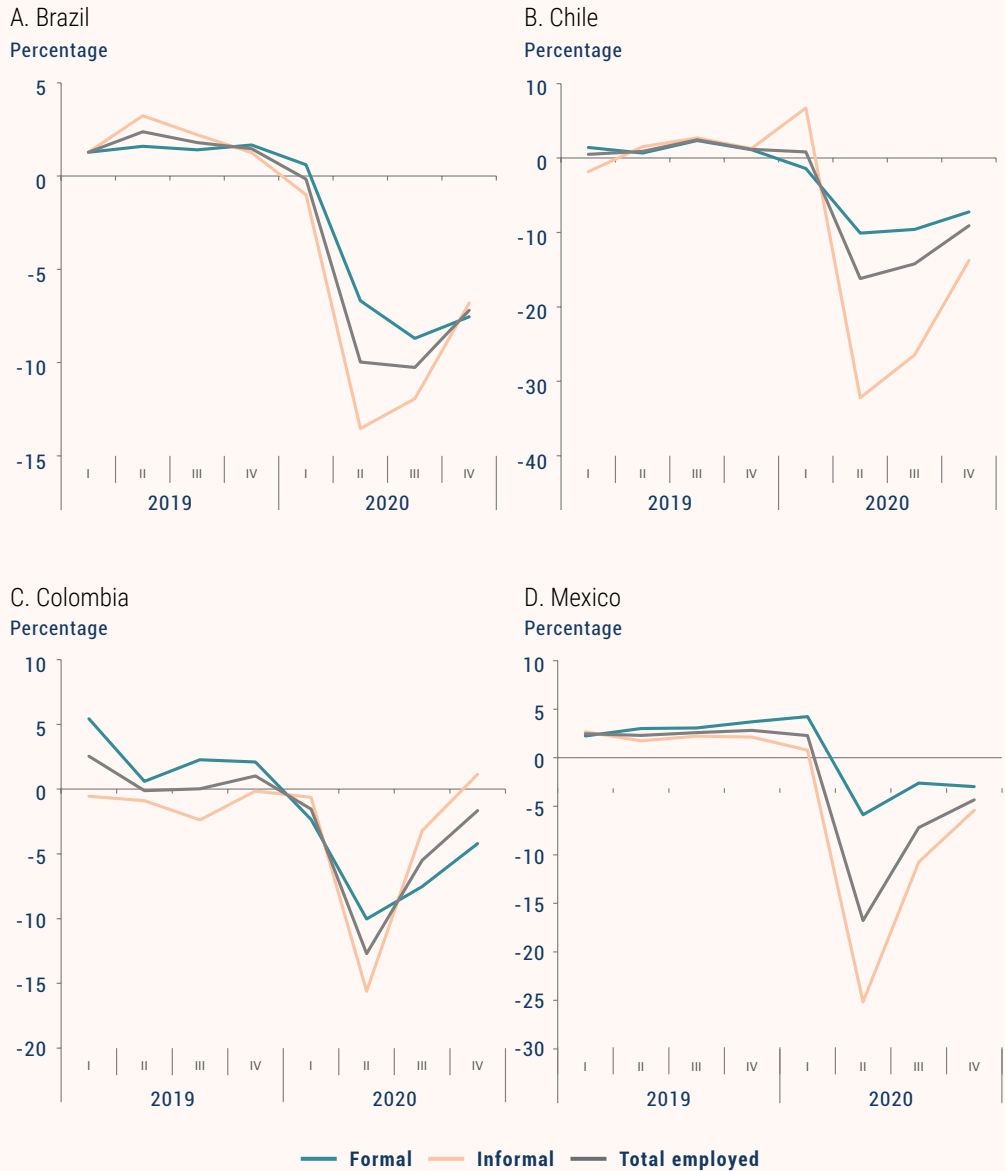 A. Brazil
Percentage
5
0
-5
-10
-15
I II III IV I II III IV
2019 2020
B. Chile
Percentage
10
0
-10
-20
-30
-40
I II III IV I II III IV
2019 2020
C. Colombia
Percentage
10
5
0
-5
-10
-15
-20
I II III IV I II III IV
2019 2020
D. Mexico
Percentage
10
5
0
-5
-10
-15
-20
-25
-30
I II III IV I II III IV
2019 2020
Formal Informal Total employed